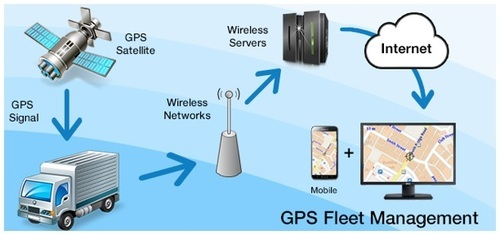 GPS
Satellite
GPS
Signal
Wireless
Networks
Wireless
Servers
Internet
Mobile
+
GPS Fleet Management